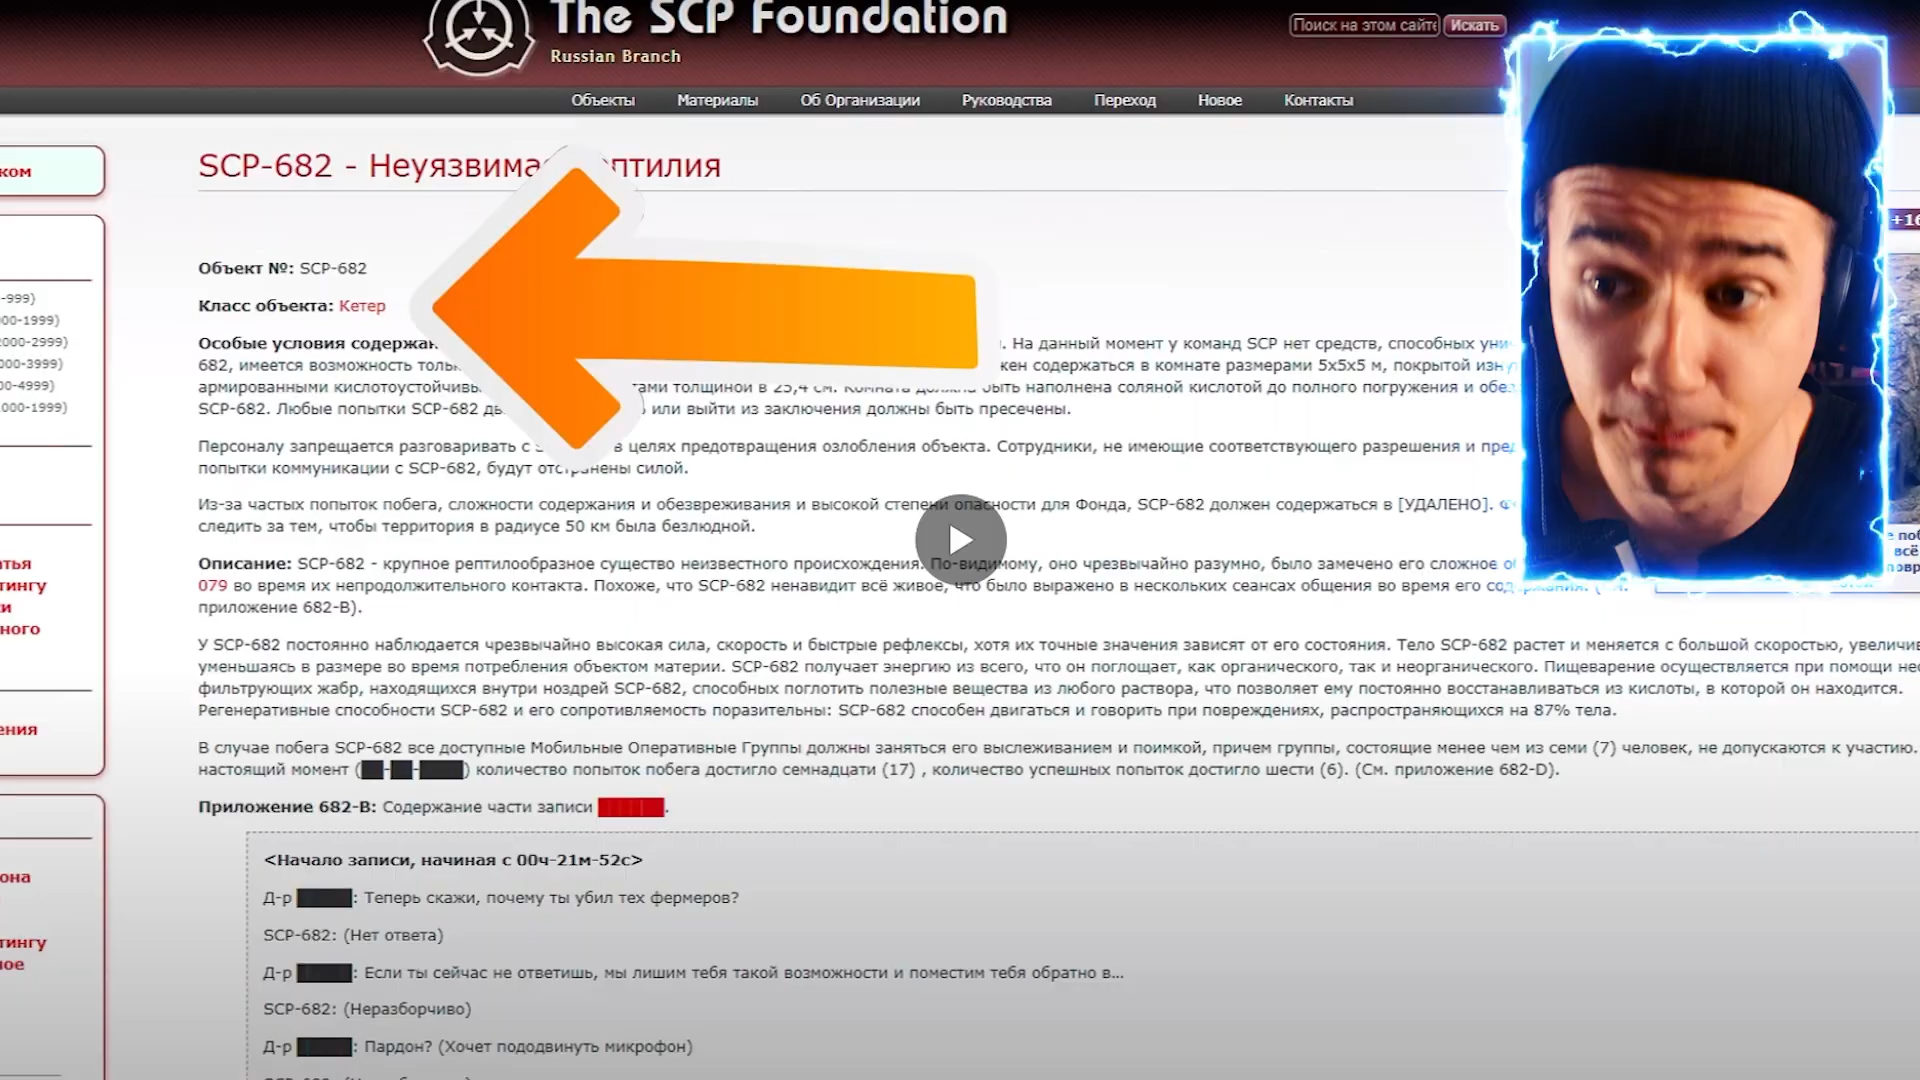 The SCP Foundation
Russian Branch
Поиск на этом сайте
Искать
Объекты Материалы Об Организации Руководства Переход Новое Контакты
SCP-682 -
Объект №: SCP-682
Класс объекта: Кетер
Особые условия
На данный момент у команд SCP нет средств, способных
682, имеется возможность
содержаться в комнате размерами 5x5x5 м, покрытой
армированными
толщиной в 25,4 см. Комната должна быть наполнена соляной кислотой до полного погружения и
SCP-682. Любые попытки SCP-682
или выйти из заключения должны быть пресечены.
Персоналу запрещается разговаривать с
в целях предотвращения озлобления объекта. Сотрудники, не имеющие соответствующего разрешения и
попытки коммуникации с SCP-682, будут отстранены силой.
Из-за частых попыток побега, сложности содержания и обезвреживания и высокой степени опасности для Фонда, SCP-682 должен содержаться в [УДАЛЕНО].
следить за тем, чтобы территория в радиусе 50 км была безлюдной.
Описание: SCP-682 - крупное рептилообразное существо неизвестного происхождения. По-видимому, оно чрезвычайно разумно, было замечено его сложное
079 во время их непродолжительного контакта. Похоже, что SCP-682 ненавидит всё живое, что было выражено в нескольких сеансах общения во время его содержания.
приложение 682-B).
У SCP-682 постоянно наблюдается чрезвычайно высокая сила, скорость и быстрые рефлексы, хотя их точные значения зависят от его состояния. Тело SCP-682 растет и меняется с большой скоростью,
уменьшаясь в размере во время потребления объектом материи. SCP-682 получает энергию из всего, что он поглощает, как органического, так и неорганического. Пищеварение осуществляется при помощи
фильтрующих жабр, находящихся внутри ноздрей SCP-682, способных поглотить полезные вещества из любого раствора, что позволяет ему постоянно восстанавливаться из кислоты, в которой он находится.
Регенеративные способности SCP-682 и его сопротивляемость поразительны: SCP-682 способен двигаться и говорить при повреждениях, распространяющихся на 87% тела.
В случае побега SCP-682 все доступные Мобильные Оперативные Группы должны заняться его выслеживанием и поимкой, причем группы, состоящие менее чем из семи (7) человек, не допускаются к участию.
настоящий момент (██-██-████) количество попыток побега достигло семнадцати (17) , количество успешных попыток достигло шести (6). (См. приложение 682-D).
Приложение 682-B: Содержание части записи ██████.
<Начало записи, начиная с 00ч-21м-52с>
Д-р █████: Теперь скажи, почему ты убил тех фермеров?
SCP-682: (Нет ответа)
Д-р █████: Если ты сейчас не ответишь, мы лишим тебя такой возможности и поместим тебя обратно в...
SCP-682: (Неразборчиво)
Д-р █████: Пардон? (Хочет пододвинуть микрофон)